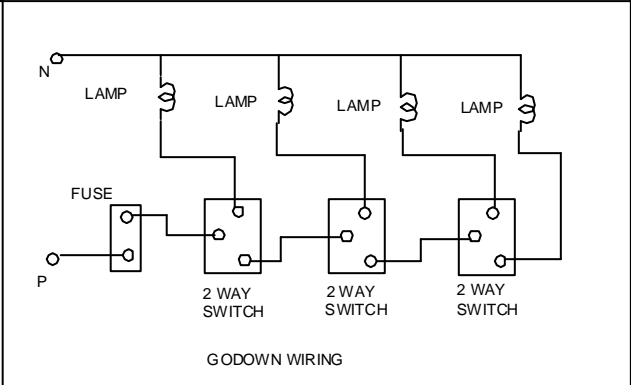 N
LAMP
LAMP
LAMP
LAMP
FUSE
P
2 WAY
SWITCH
2 WAY
SWITCH
2 WAY
SWITCH
GODOWN WIRING